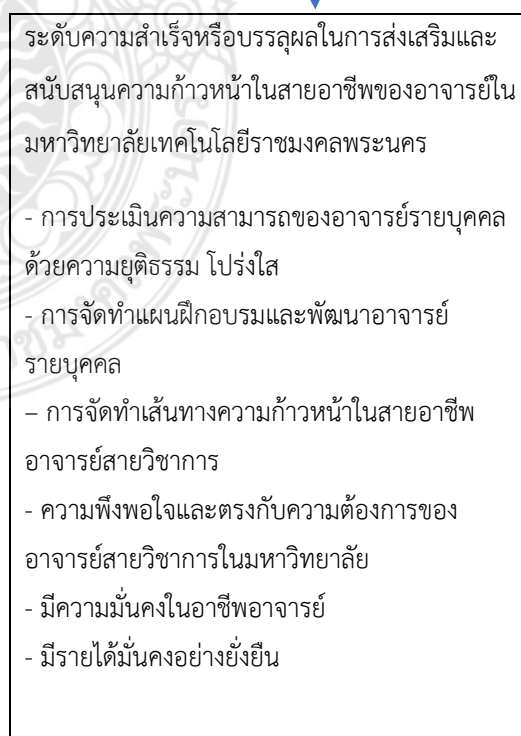 ระดับความสำเร็จหรือบรรลุผลในการส่งเสริมและ
สนับสนุนความก้าวหน้าในสายอาชีพของอาจารย์ใน
มหาวิทยาลัยเทคโนโลยีราชมงคลพระนคร
- การประเมินความสามารถของอาจารย์รายบุคคล
ด้วยความยุติธรรม โปร่งใส
- การจัดทำแผนฝึกอบรมและพัฒนาอาจารย์
รายบุคคล
– การจัดทำเส้นทางความก้าวหน้าในสายอาชีพ
อาจารย์สายวิชาการ
- ความพึงพอใจและตรงกับความต้องการของ
อาจารย์สายวิชาการในมหาวิทยาลัย
- มีความมั่นคงในอาชีพอาจารย์
- มีรายได้มั่นคงอย่างยั่งยืน